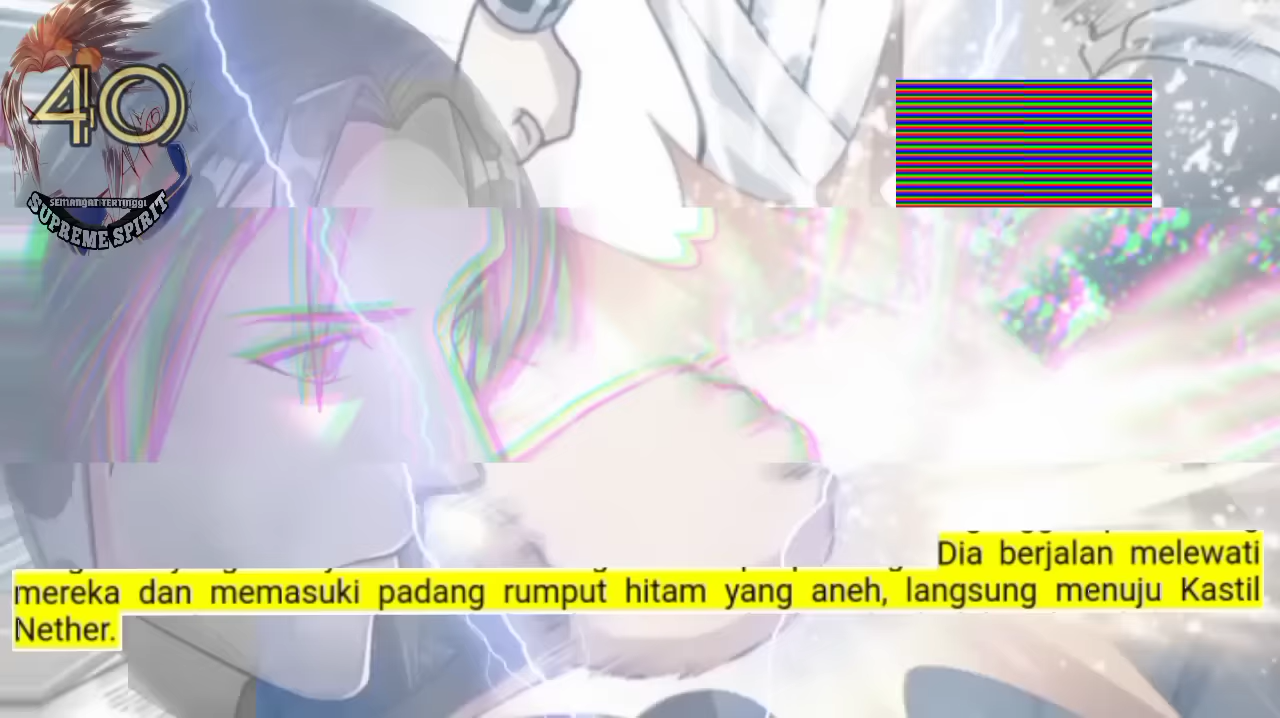 40
SEMANGAT TERTINGGI
SUPREME SPIRIT
Dia berjalan melewati
mereka dan memasuki padang rumput hitam yang aneh, langsung menuju Kastil
Nether.